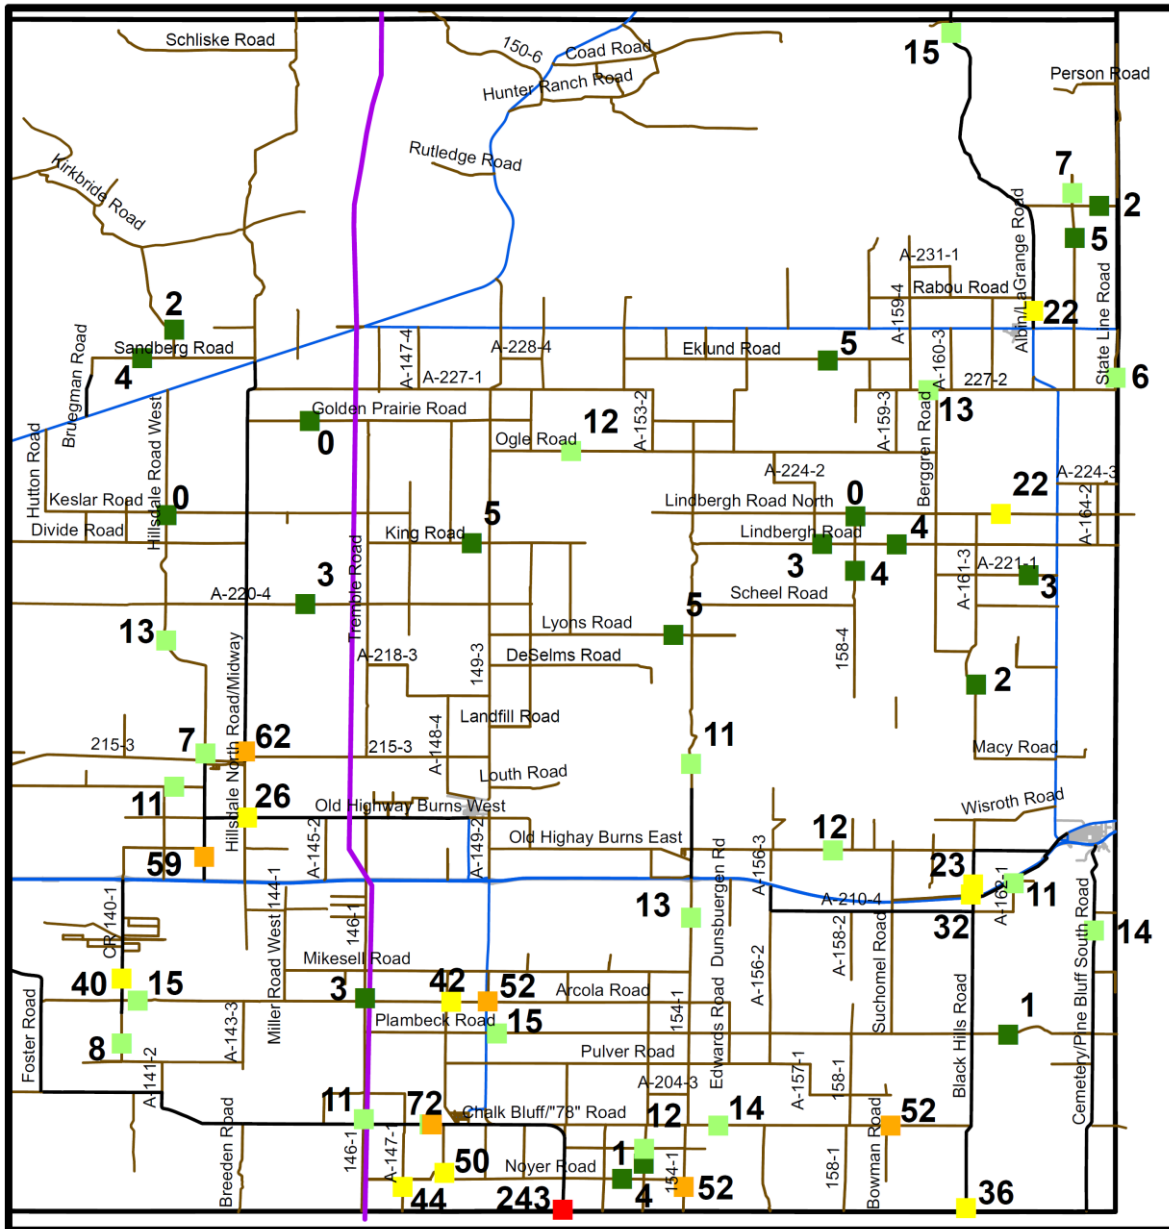 Schliske Road
150-6
Coad Road
15
Person Road
Hunter Ranch Road
Rutledge Road
Kirkbride Road
7
2
5
Albin/LaGrange Road
State Line Road
A-231-1
Rabou Road
A-159-4
22
2
Sandberg Road
4
Bruegman Road
A-147-4
A-228-4
Eklund Road
5
A-160-3
6
A-227-1
227-2
13
Golden Prairie Road
0
12
A-153-2
A-159-3
Ogle Road
Berggren Road
Hutton Road
Hillsdale Road West
Keslar Road
0
Divide Road
5
King Road
A-224-2
Lindbergh Road North
0
22
A-224-3
A-164-2
Lindbergh Road
4
3
4
A-161-3
A-221-1
3
3
A-220-4
Tremble Road
Scheel Road
5
Lyons Road
13
A-218-3
149-3
DeSelms Road
158-4
2
Landfill Road
Hillsdale North Road/Midway
215-3
7
62
215-3
A-148-4
11
Macy Road
Louth Road
11
26
Old Highway Burns West
Wisroth Road
A-145-2
A-149-2
Old Highay Burns East
12
59
Edwards Road Dunsbuergen Rd
A-156-3
23
A-162-1
11
CR 140-1
Miller Road West 144-1
146-1
13
A-210-4
32
14
Mikesell Road
A-156-2
A-158-2
Suchomel Road
40
15
3
42
52
Arcola Road
Plambeck Road
15
154-1
1
8
A-143-3
Pulver Road
Foster Road
A-141-2
A-204-3
A-157-1
158-1
Black Hills Road
Cemetery/Pine Bluff South Road
11
72
Chalk Bluff/"78" Road
12
14
52
Breeden Road
146-1
A-147-1
50
Noyer Road
1
4
154-1
52
158-1
Bowman Road
44
243
36